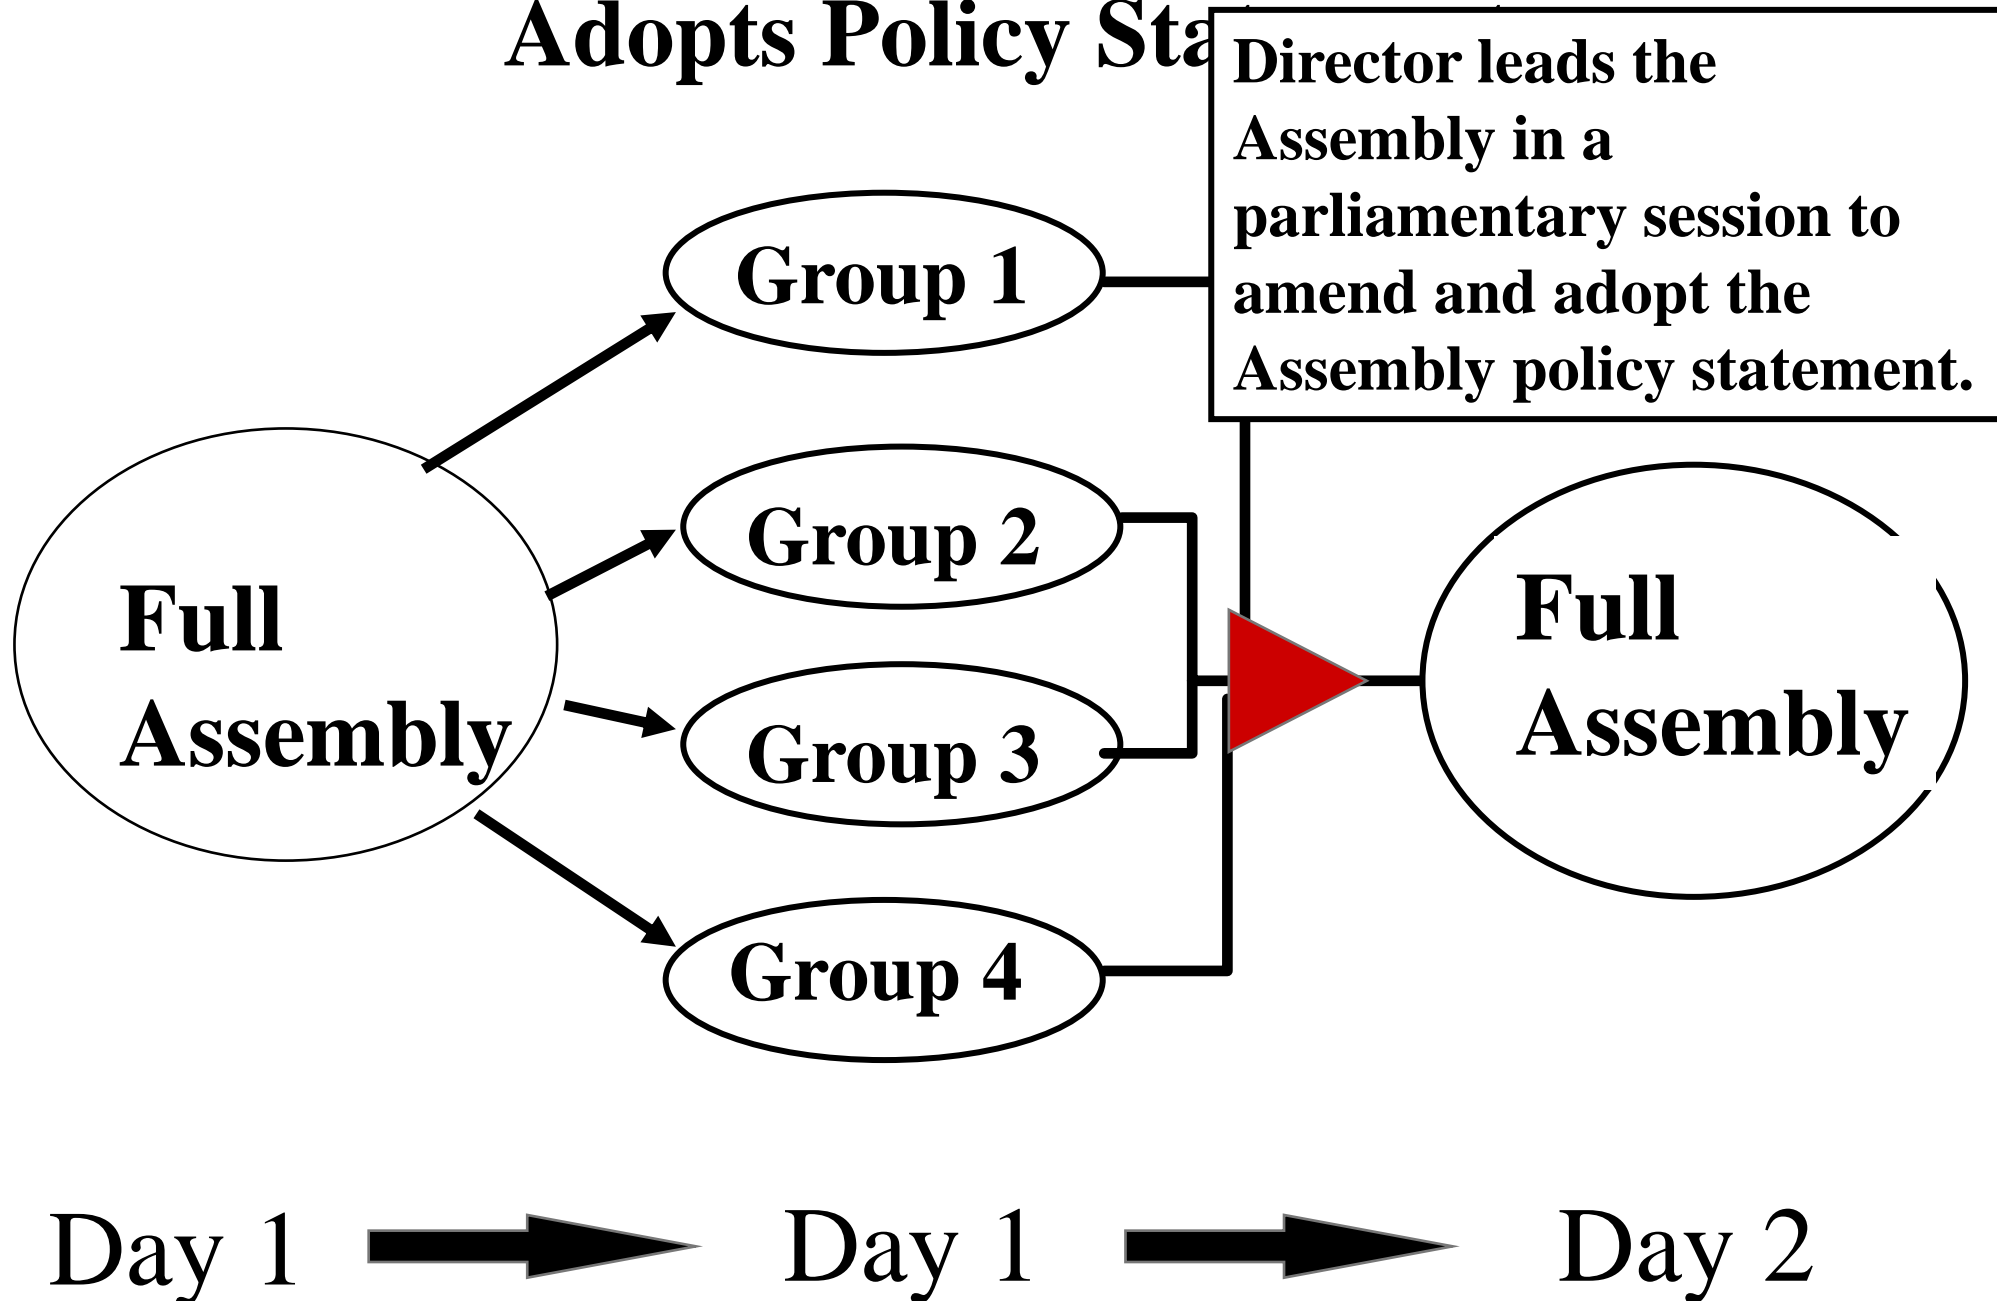 Adopts Policy
Director leads the
Assembly in a
parliamentary session to
amend and adopt the
Assembly policy statement.
Group 1
Group 2
Full
Assembly
Full
Assembly
Group 3
Group 4
Day 1
Day 1
Day 2